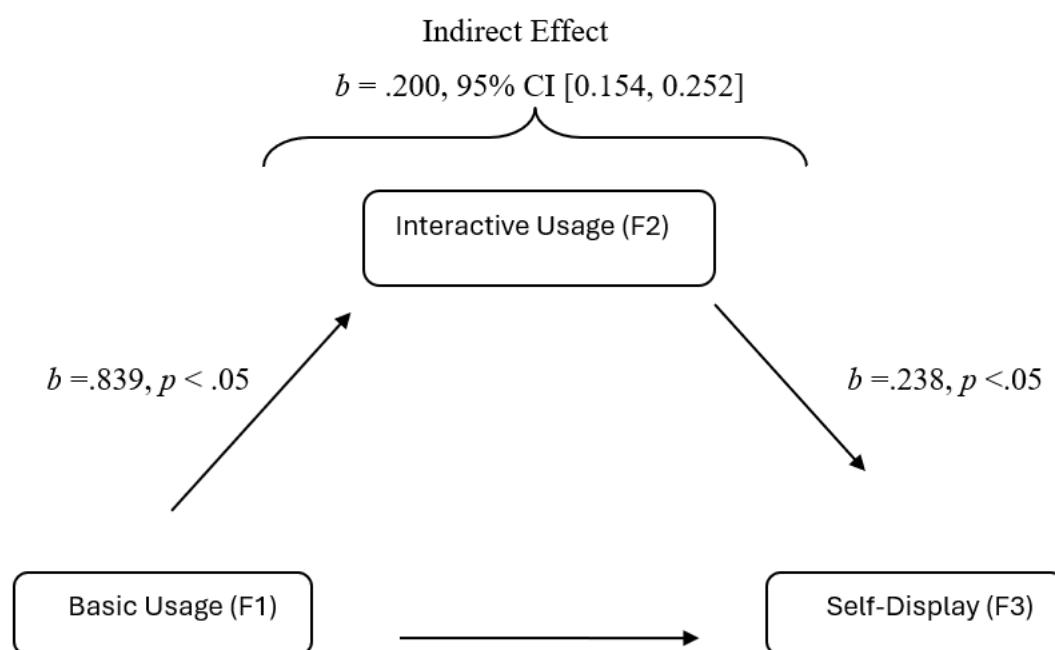 Indirect Effect
b = .200, 95% CI [0.154, 0.252]
Interactive Usage (F2)
b =.839, p < .05
b =.238, p <.05
Basic Usage (F1)
Self-Display (F3)